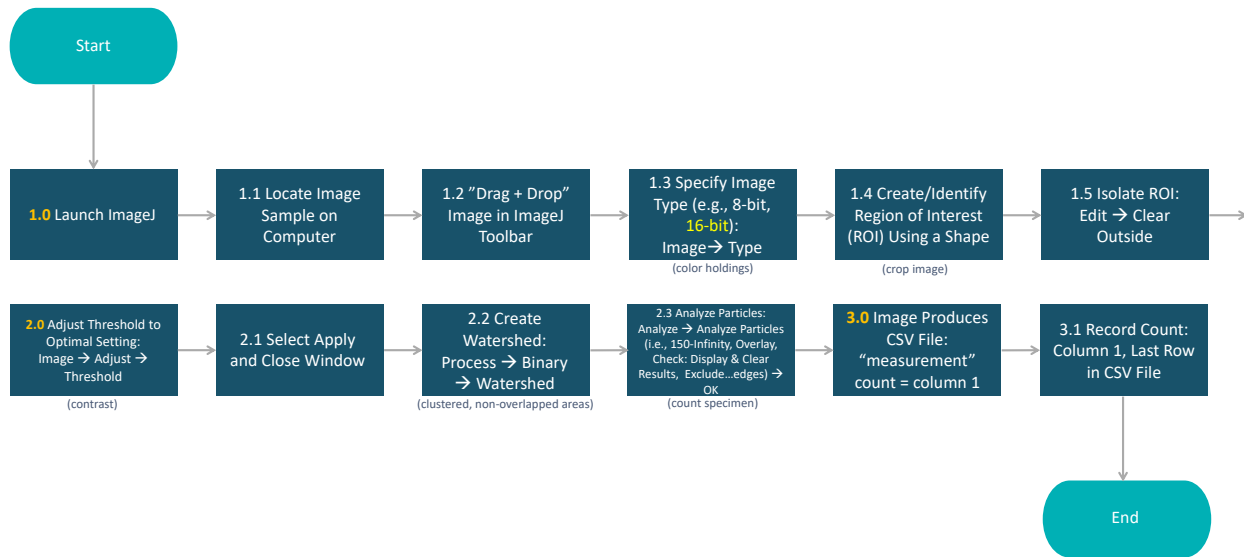 Start
1.0 Launch ImageJ
1.1 Locate Image
Sample on
Computer
1.2 ”Drag + Drop”
Image in ImageJ
Toolbar
1.3 Specify Image
Type (e.g., 8-bit,
16-bit):
Image→ Type
(color holdings)
1.4 Create/Identify
Region of Interest
(ROI) Using a Shape
(crop image)
1.5 Isolate ROI:
Edit → Clear
Outside
2.0 Adjust Threshold to
Optimal Setting:
Image → Adjust →
Threshold
(contrast)
2.1 Select Apply
and Close Window
2.2 Create
Watershed:
Process → Binary
→ Watershed
(clustered, non-overlapped areas)
2.3 Analyze Particles:
Analyze → Analyze Particles
(i.e., 150-Infinity, Overlay,
Check: Display & Clear
Results, Exclude...edges) →
OK
(count specimen)
3.0 Image Produces
CSV File:
“measurement”
count = column 1
3.1 Record Count:
Column 1, Last Row
in CSV File
End